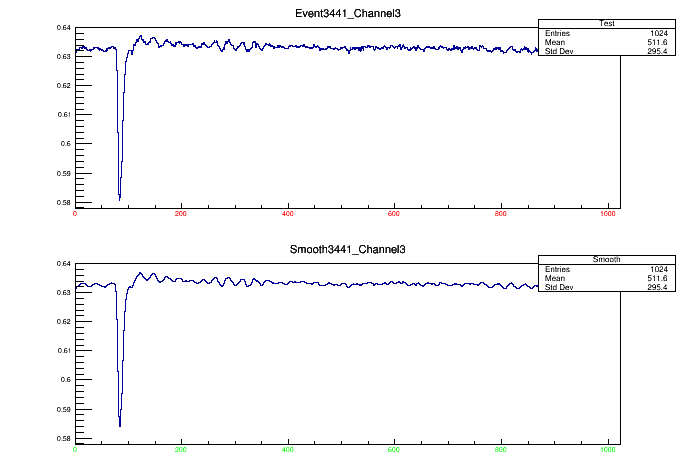 Event3441_Channel3
Test
Entries 1024
Mean 511.6
Std Dev 295.4
0.64
0.63
0.62
0.61
0.6
0.59
0.58
0 200 400 600 800 1000
Smooth3441_Channel3
Smooth
Entries 1024
Mean 511.6
Std Dev 295.4
0.64
0.63
0.62
0.61
0.6
0.59
0.58
0 200 400 600 800 1000